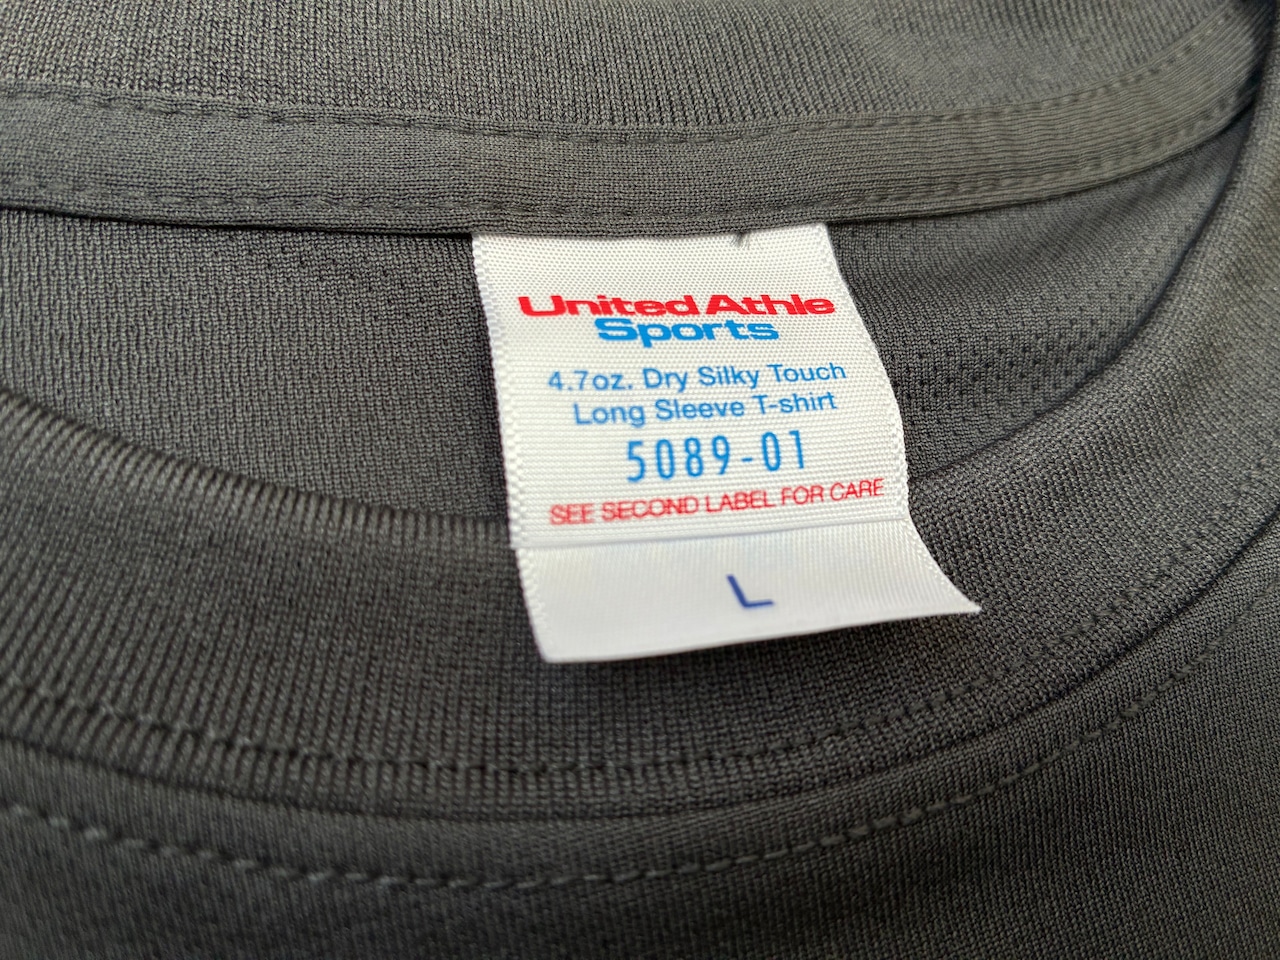 United Athle
Sports
4.7oz. Dry Silky Touch
Long Sleeve T-shirt
5089-01
SEE SECOND LABEL FOR CARE
L